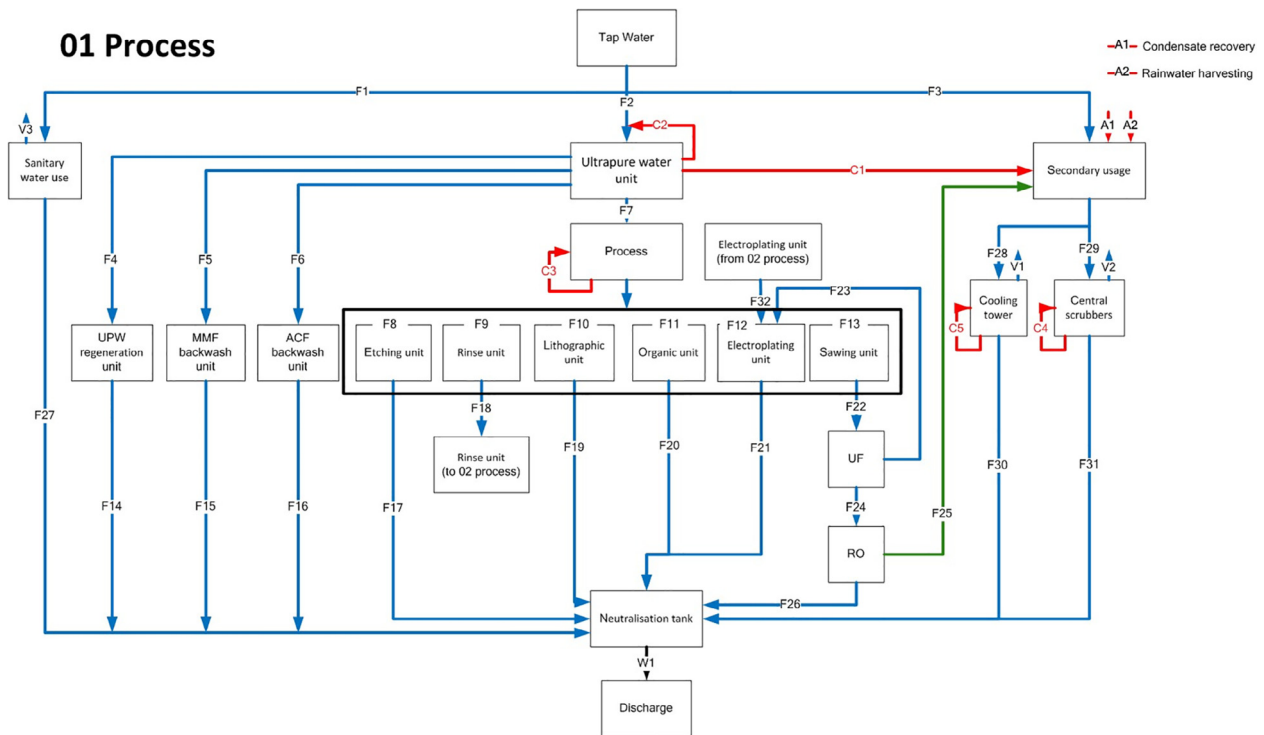 01 Process
Tap Water
A1 Condensate recovery
A2 Rainwater harvesting
F1
F2
F3
V3
C2
A1
A2
Sanitary
water use
Ultrapure water
unit
C1
Secondary usage
F7
F4
F5
F6
Process
C3
Electroplating unit
(from 02 process)
F28
V1
F29
V2
F23
F32
Cooling
tower
C5
Central
scrubbers
C4
UPW
regeneration
unit
MMF
backwash
unit
ACF
backwash
unit
F8
Etching unit
F9
Rinse unit
F10
Lithographic
unit
F11
Organic unit
F12
Electroplating
unit
F13
Sawing unit
F27
F18
F22
Rinse unit
(to 02 process)
F19
F20
F21
UF
F30
F31
F14
F15
F16
F17
F24
F25
RO
F26
Neutralisation tank
W1
Discharge